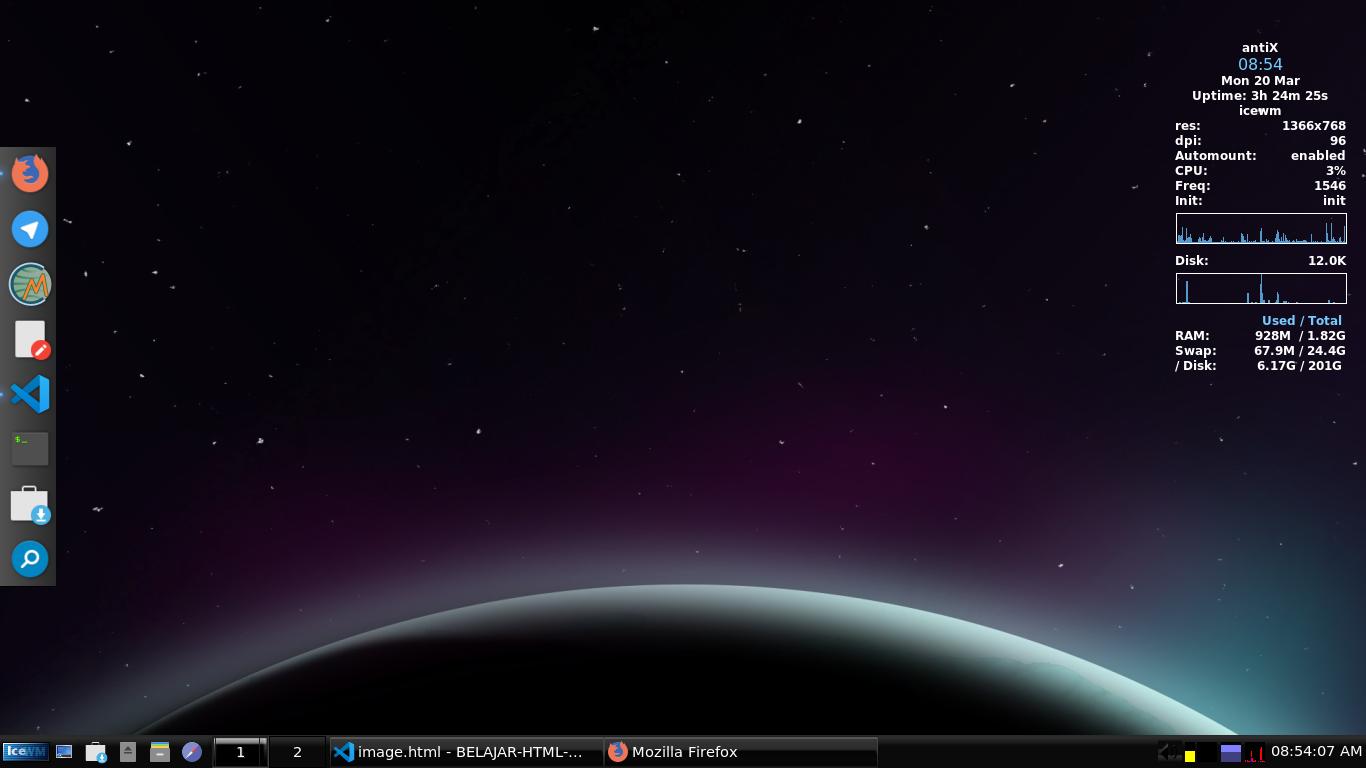 antiX
08:54
Mon 20 Mar
Uptime: 3h 24m 25s
icewm
res: 1366x768
dpi: 96
Automount: enabled
CPU: 3%
Freq: 1546
Init: init
Disk: 12.0K
Used / Total
RAM: 928M / 1.82G
Swap: 67.9M / 24.4G
/ Disk: 6.17G / 201G
$_
IceWM 1 2 image.html - BELAJAR-HTML-... Mozilla Firefox 08:54:07 AM